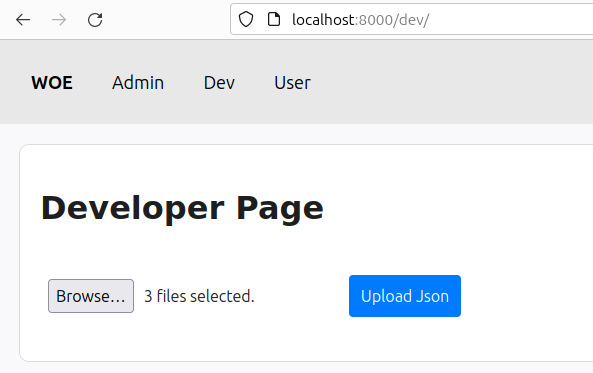 localhost:8000/dev/
WOE Admin Dev User
Developer Page
Browse… 3 files selected. Upload Json